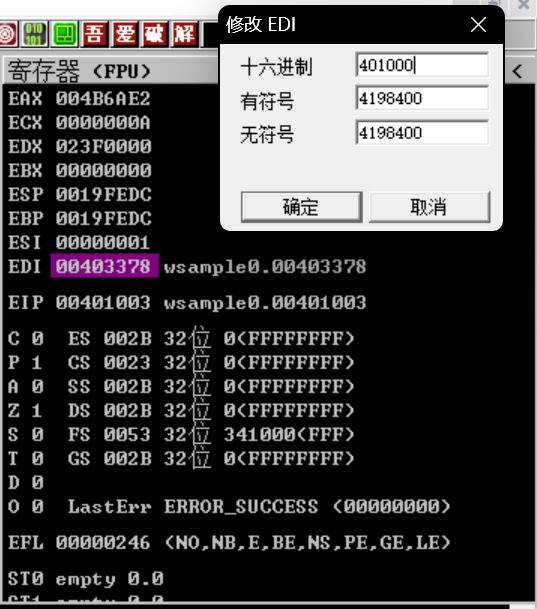 修改 EDI
十六进制 401000
有符号 4198400
无符号 4198400
确定 取消
010
101
吾 爱 破 解
寄存器 (FPU) <
EAX 004B6AE2
ECX 0000000A
EDX 023F0000
EBX 00000000
ESP 0019FEDC
EBP 0019FEDC
ESI 00000001
EDI 00403378 wsample0.00403378
EIP 00401003 wsample0.00401003
C 0 ES 002B 32位 0(FFFFFFFF)
P 1 CS 0023 32位 0(FFFFFFFF)
A 0 SS 002B 32位 0(FFFFFFFF)
Z 1 DS 002B 32位 0(FFFFFFFF)
S 0 FS 0053 32位 341000(FFF)
T 0 GS 002B 32位 0(FFFFFFFF)
D 0
O 0 LastErr ERROR_SUCCESS (00000000)
EFL 00000246 (NO,NB,E,BE,NS,PE,GE,LE)
ST0 empty 0.0
ST1 empty 0.0